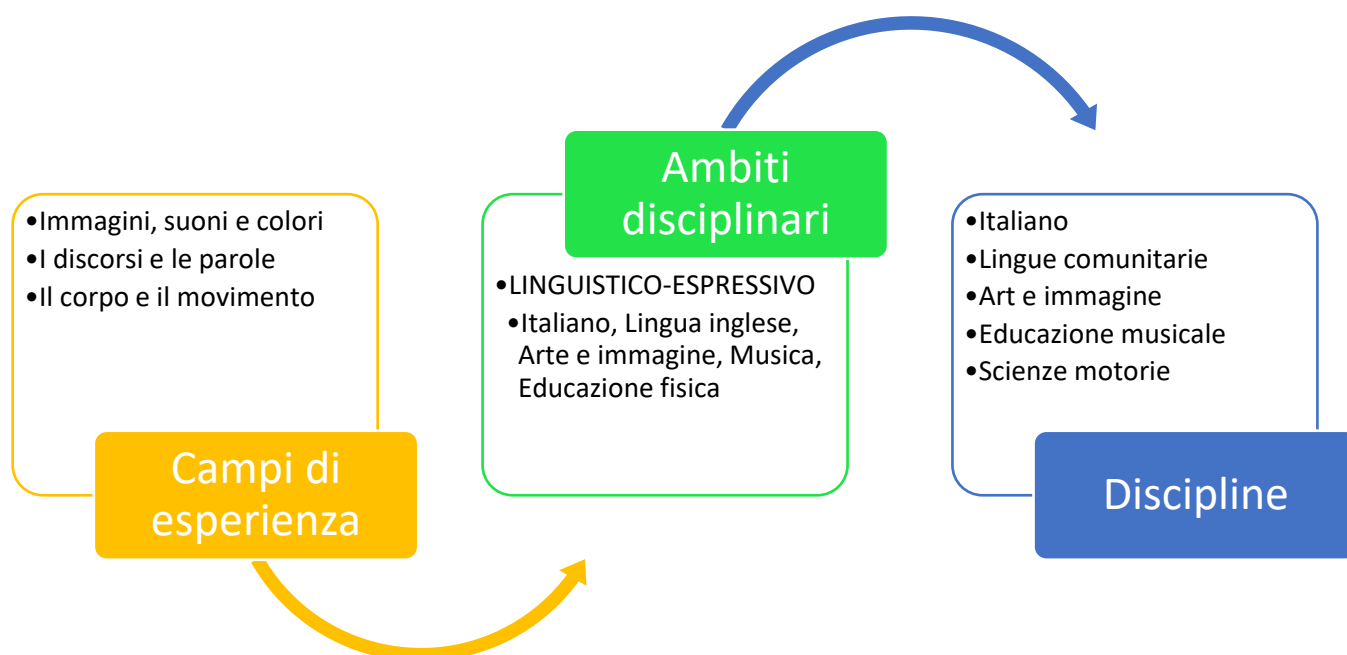 •Immagini, suoni e colori
•I discorsi e le parole
•Il corpo e il movimento
Campi di
esperienza
Ambiti
disciplinari
•LINGUISTICO-ESPRESSIVO
•Italiano, Lingua inglese,
Arte e immagine, Musica,
Educazione fisica
•Italiano
•Lingue comunitarie
•Art e immagine
•Educazione musicale
•Scienze motorie
Discipline